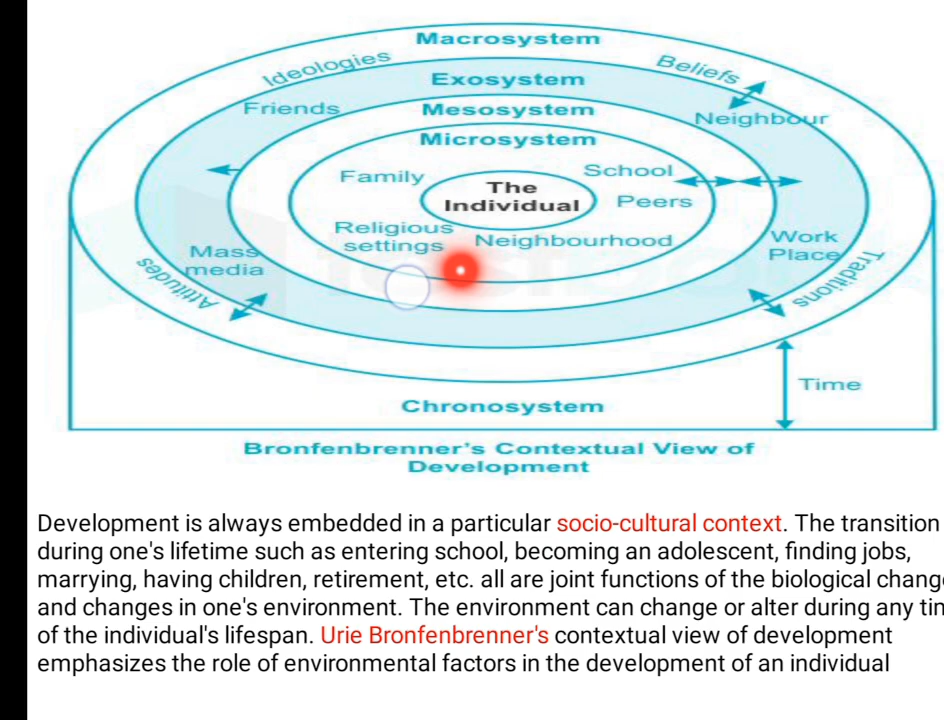 Macrosystem
Ideologies
Beliefs
Exosystem
Friends
Mesosystem
Neighbour
Microsystem
Family
School
The
Individual
Peers
Religious
settings
Neighbourhood
Mass
media
Work
Place
Attitudes
Traditions
Time
Chronosystem
Bronfenbrenner's Contextual View of
Development
Development is always embedded in a particular socio-cultural context. The transition
during one's lifetime such as entering school, becoming an adolescent, finding jobs,
marrying, having children, retirement, etc. all are joint functions of the biological change
and changes in one's environment. The environment can change or alter during any
of the individual's lifespan. Urie Bronfenbrenner's contextual view of development
emphasizes the role of environmental factors in the development of an individual